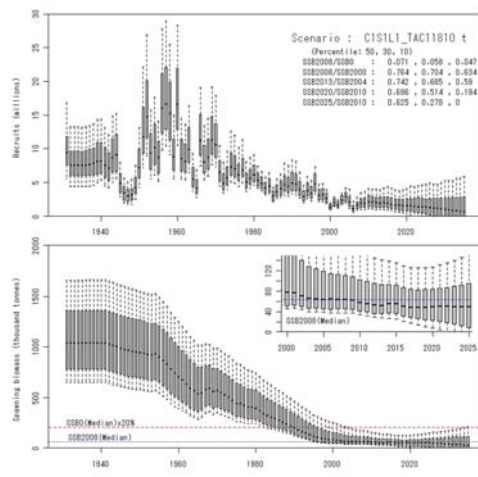 30
25
20
15
10
5
0
Recruits (millions)
Scenario : C1S1L1_TAC11810 t
(Percentile: 50, 30, 10)
SSB2008/SSB0 : 0.071 , 0.058 , 0.047
SSB2008/SSB2000 : 0.764 , 0.704 , 0.634
SSB2013/SSB2004 : 0.742 , 0.665 , 0.59
SSB2020/SSB2010 : 0.696 , 0.514 , 0.194
SSB2025/SSB2010 : 0.625 , 0.278 , 0
1940 1960 1980 2000 2020
2000
1500
1000
500
0
Spawning biomass (thousand tonnes)
SSB0(Median)x20%
SSB2008(Median)
120
80
40
0
SSB2008(Median)
2000 2005 2010 2015 2020 2025
1940 1960 1980 2000 2020